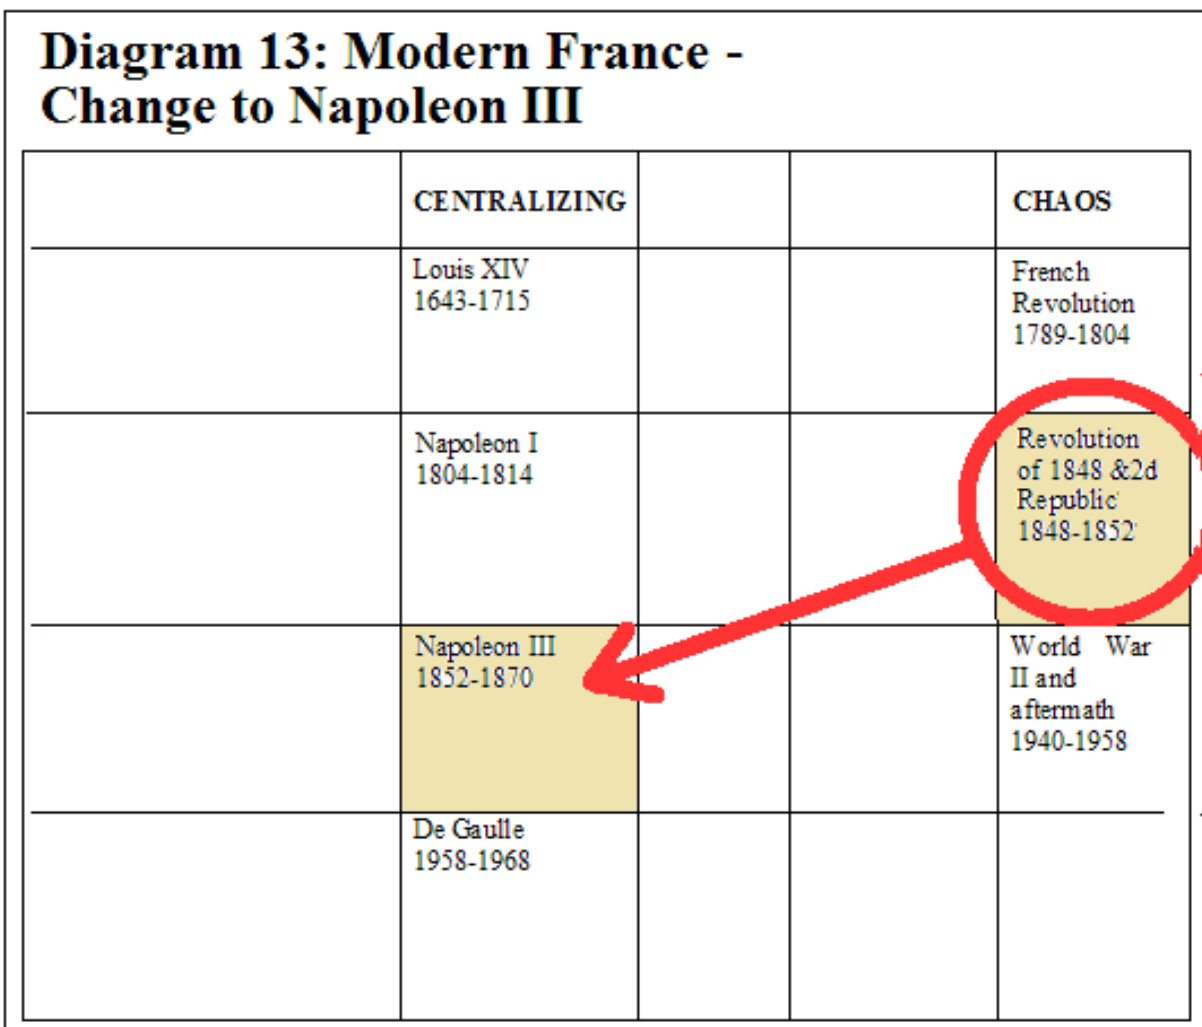 Diagram 13: Modern France -
Change to Napoleon III
CENTRALIZING
CHAOS
Louis XIV
1643-1715
French
Revolution
1789-1804
Napoleon I
1804-1814
Revolution
of 1848 &2d
Republic
1848-1852
Napoleon III
1852-1870
World War
II and
aftermath
1940-1958
De Gaulle
1958-1968